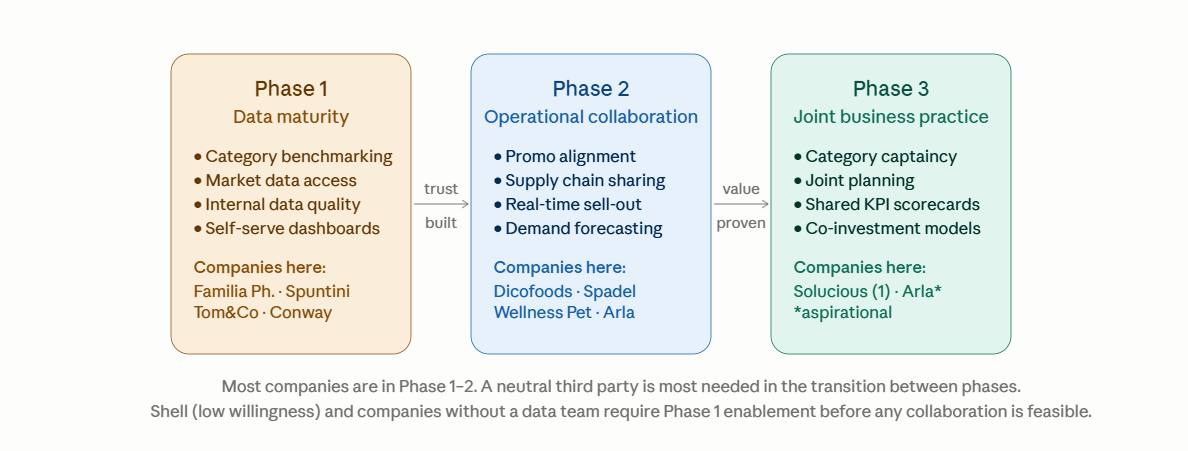 Phase 1
Data maturity
• Category benchmarking
• Market data access
• Internal data quality
• Self-serve dashboards
Companies here:
Familia Ph. · Spuntini
Tom&Co · Conway
trust
built
Phase 2
Operational collaboration
• Promo alignment
• Supply chain sharing
• Real-time sell-out
• Demand forecasting
Companies here:
Dicofoods · Spadel
Wellness Pet · Arla
value
proven
Phase 3
Joint business practice
• Category captaincy
• Joint planning
• Shared KPI scorecards
• Co-investment models
Companies here:
Solucious (1) · Arla*
*aspirational
Most companies are in Phase 1–2. A neutral third party is most needed in the transition between phases.
Shell (low willingness) and companies without a data team require Phase 1 enablement before any collaboration is feasible.